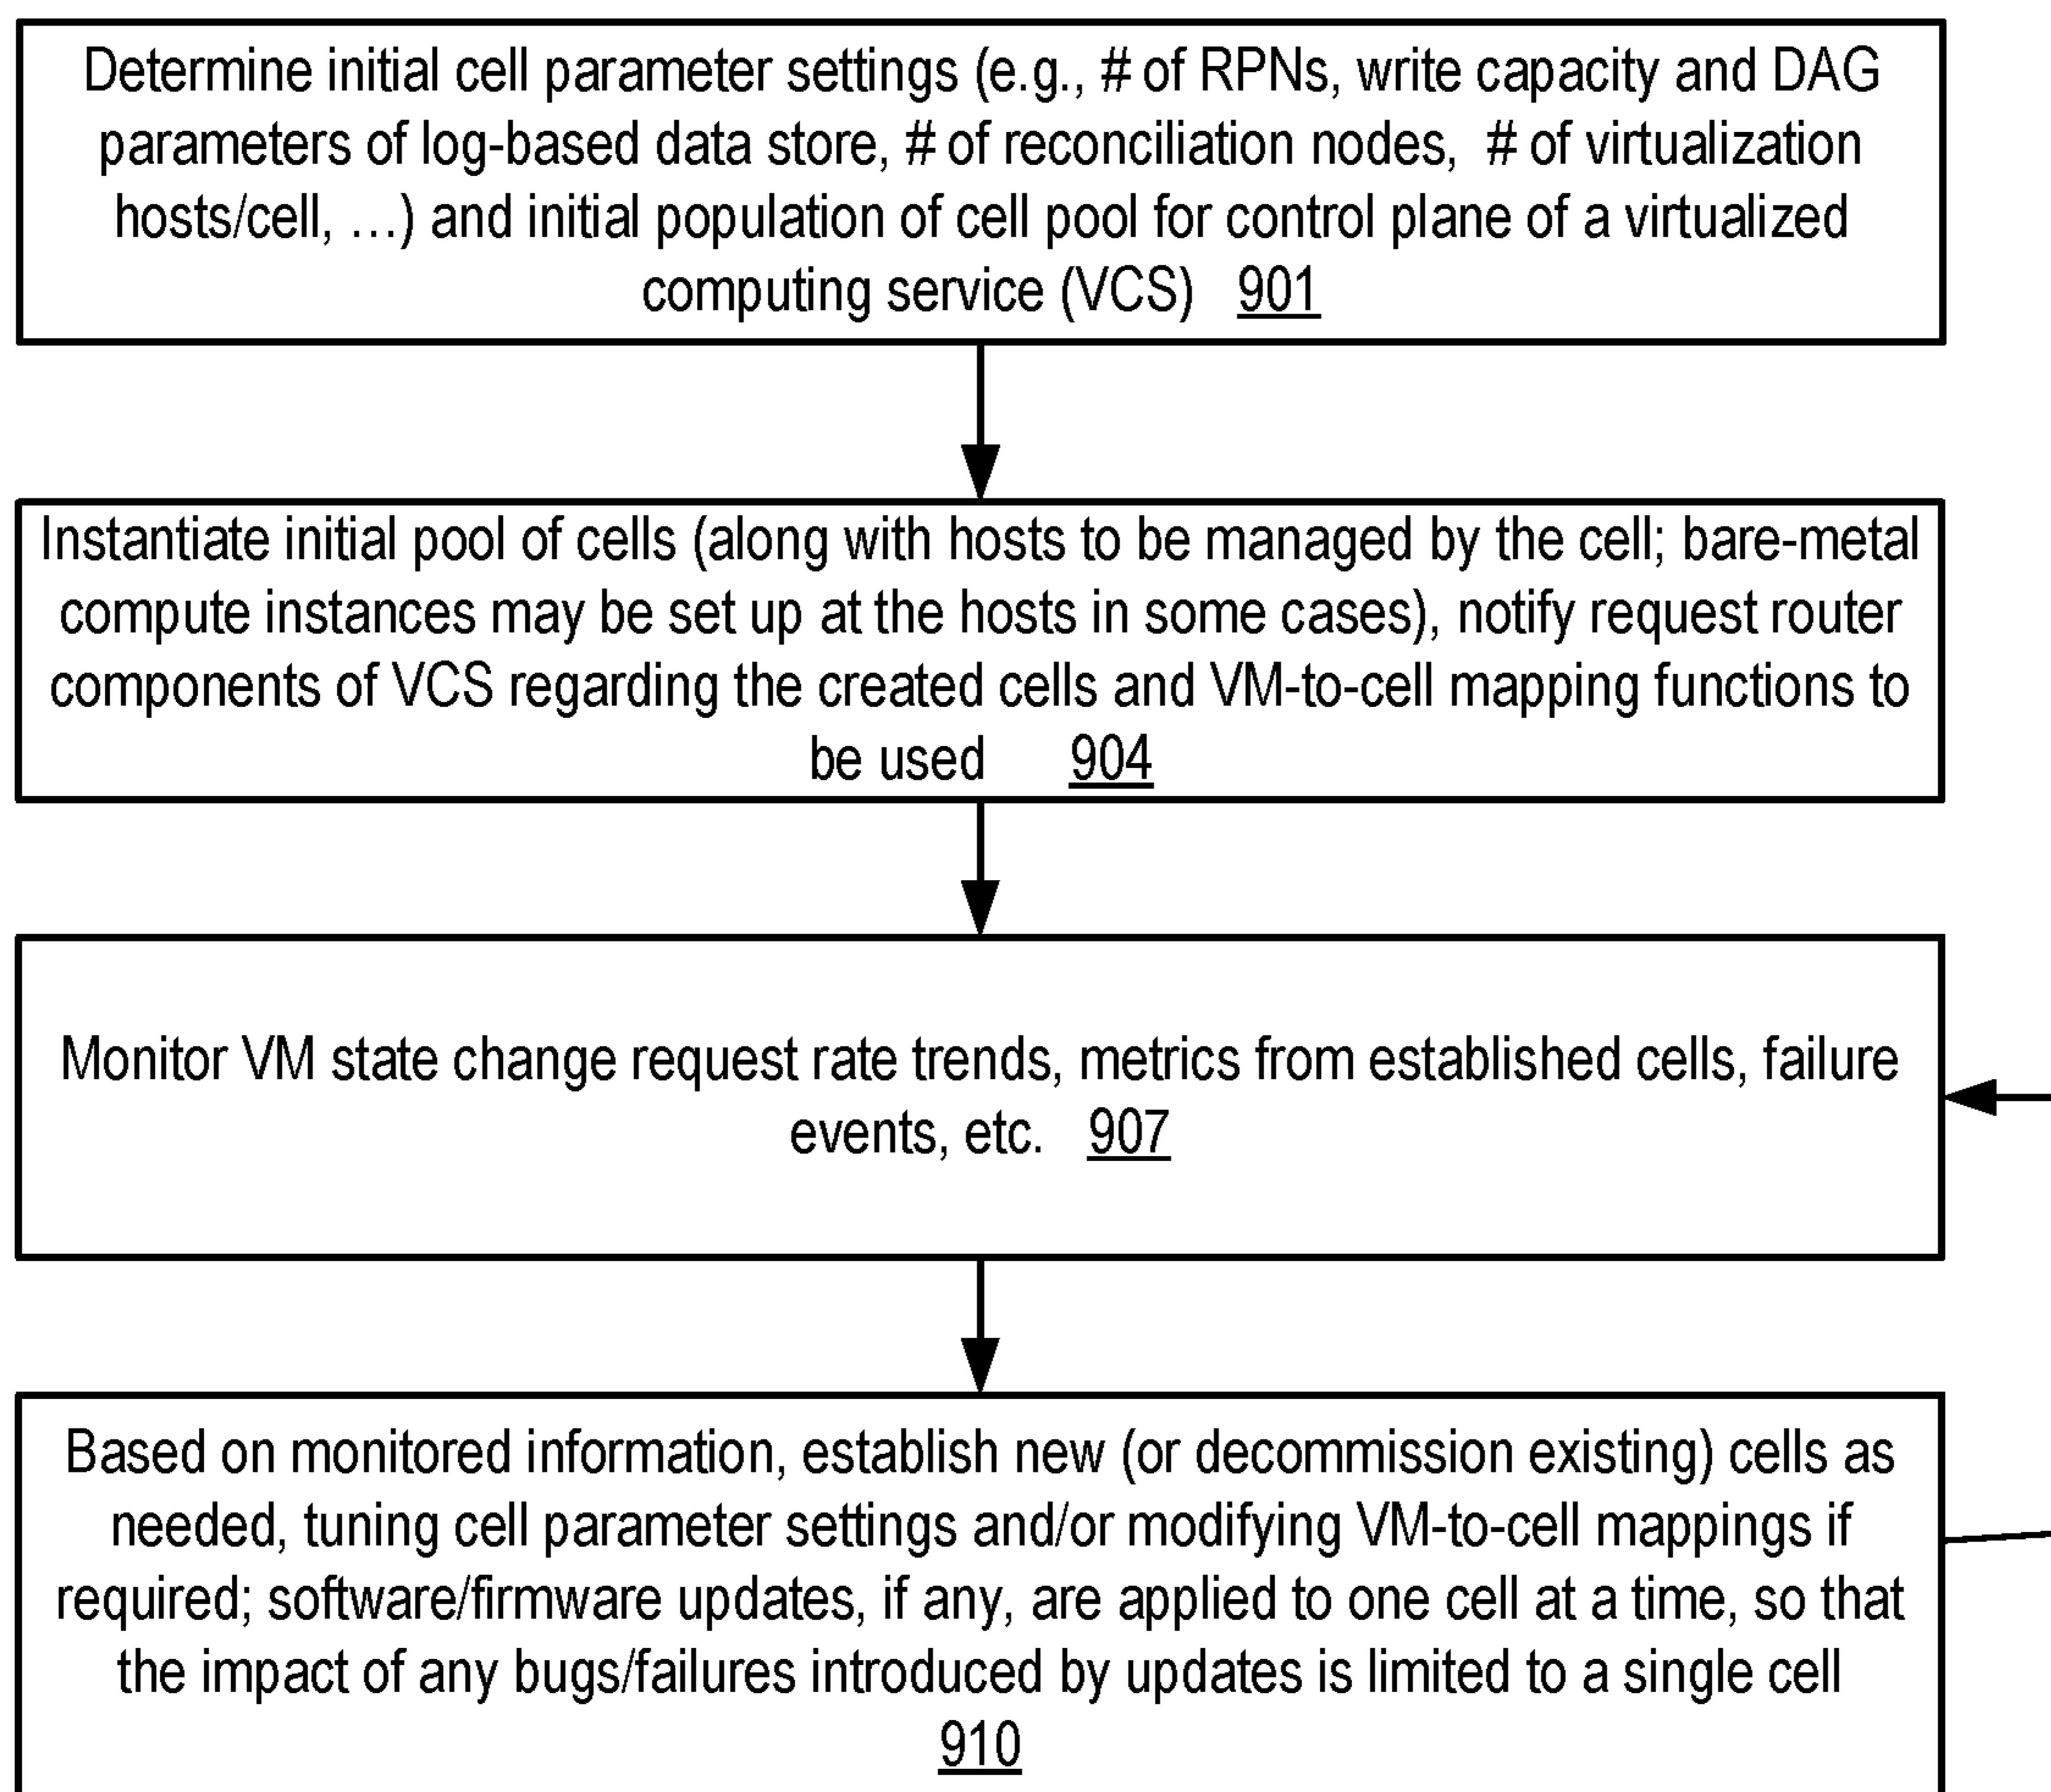 Determine initial cell parameter settings (e.g., # of RPNs, write capacity and DAG
parameters of log-based data store, # of reconciliation nodes, # of virtualization
hosts/cell, …) and initial population of cell pool for control plane of a virtualized
computing service (VCS) 901
Instantiate initial pool of cells (along with hosts to be managed by the cell; bare-metal
compute instances may be set up at the hosts in some cases), notify request router
components of VCS regarding the created cells and VM-to-cell mapping functions to
be used 904
Monitor VM state change request rate trends, metrics from established cells, failure
events, etc. 907
Based on monitored information, establish new (or decommission existing) cells as
needed, tuning cell parameter settings and/or modifying VM-to-cell mappings if
required; software/firmware updates, if any, are applied to one cell at a time, so that
the impact of any bugs/failures introduced by updates is limited to a single cell
910